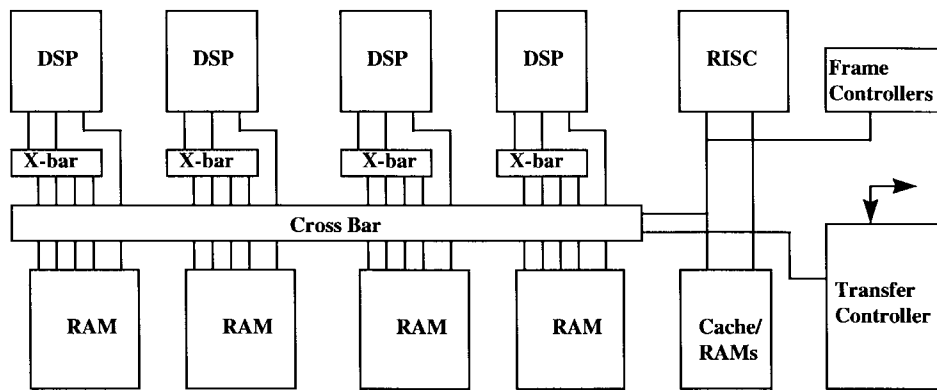 DSP
DSP
DSP
DSP
RISC
Frame
Controllers
X-bar
X-bar
X-bar
X-bar
Cross Bar
RAM
RAM
RAM
RAM
Cache/
RAMs
Transfer
Controller